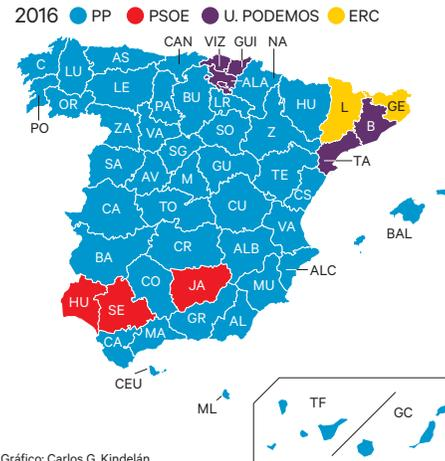 2016 PP PSOE U. PODEMOS ERC
CAN VIZ GUI NA
C LU AS
ALA
LE
OR PA BU LR HU L GE
PO
ZA VA SO Z B
SG TA
SA AV M GU TE
CS
CA TO CU
VA
BAL
BA CR ALB
ALC
CO JA MU
HU SE
GR AL
CA MA
CEU
ML
TF GC
Gráfico: Carlos G. Kindelán